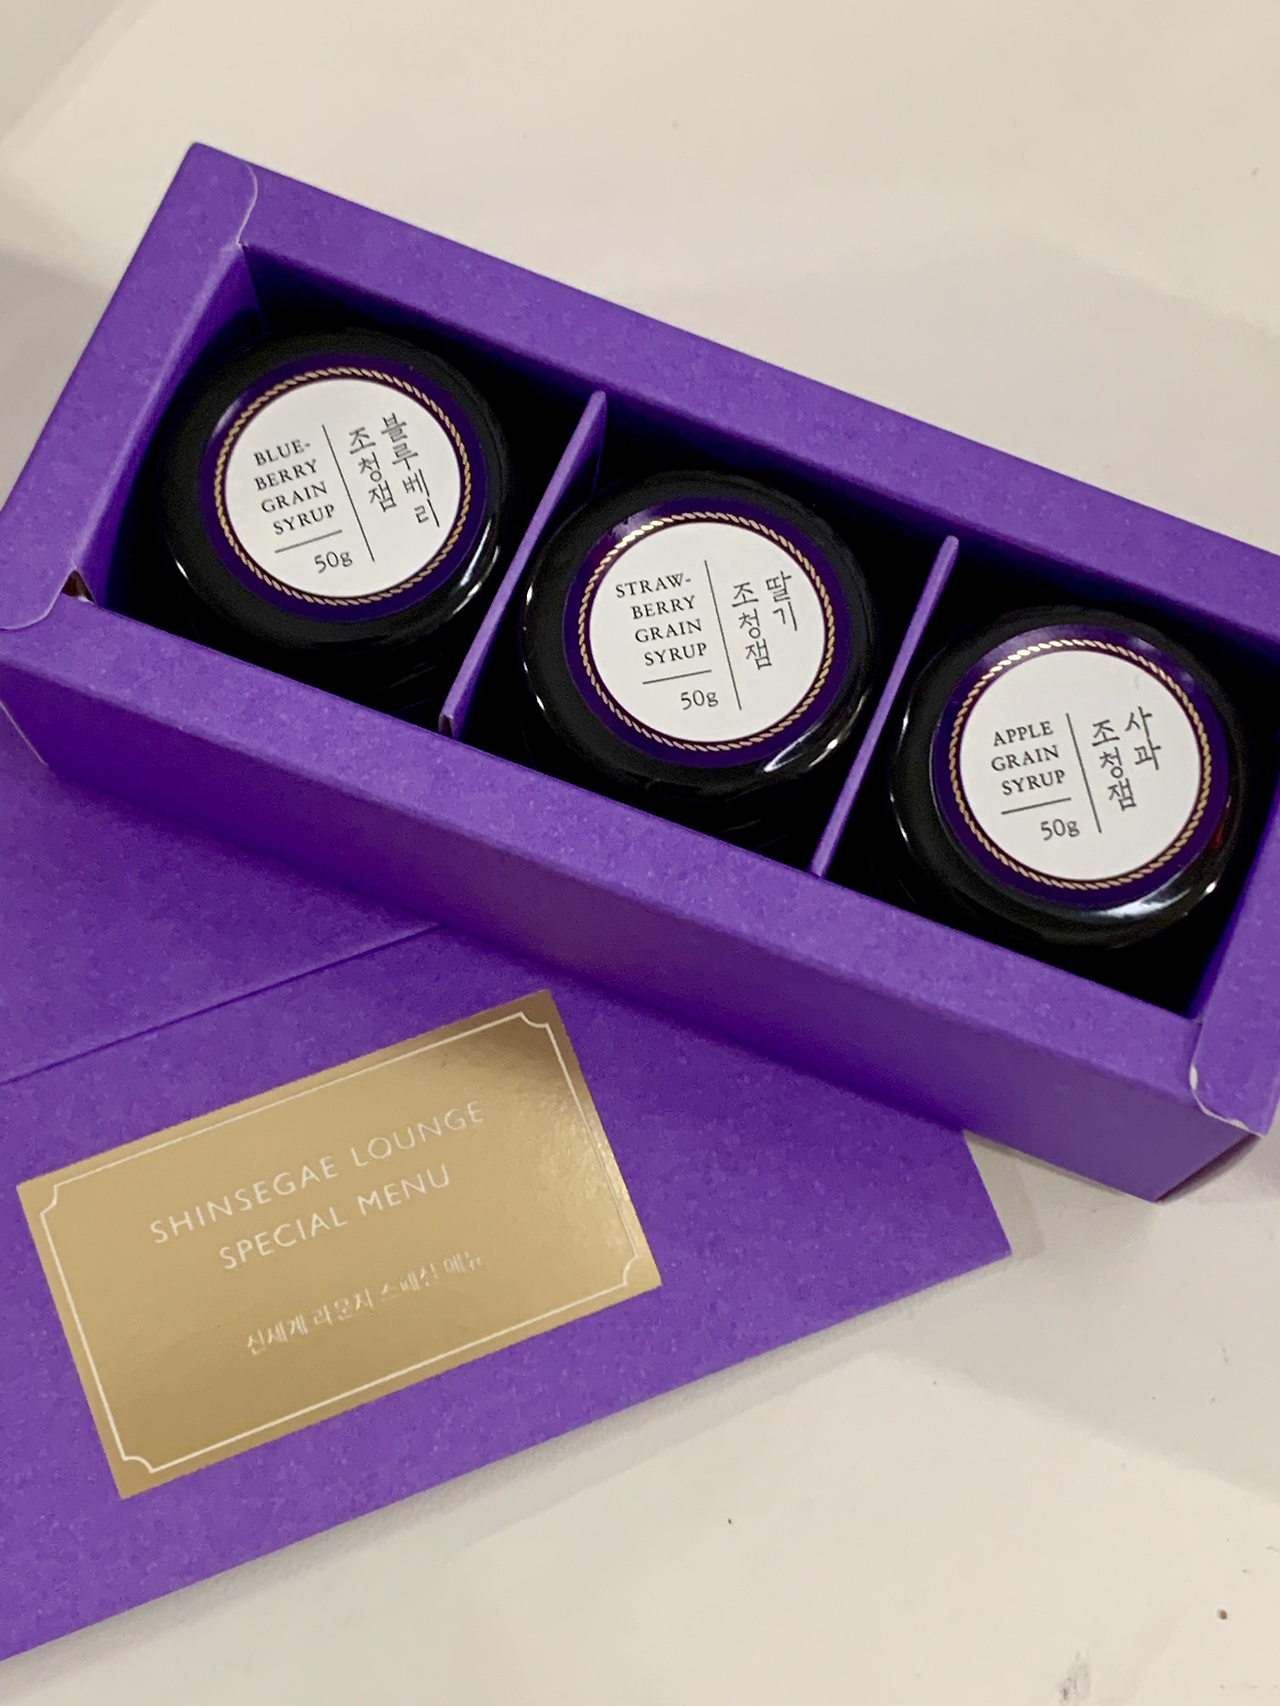 BLUE-
BERRY
GRAIN
SYRUP
50g
블루베리
조청잼
STRAW-
BERRY
GRAIN
SYRUP
50g
딸기
조청잼
APPLE
GRAIN
SYRUP
50g
사과
조청잼
SHINSEGAE LOUNGE
SPECIAL MENU
신세계 라운지 스페셜 메뉴